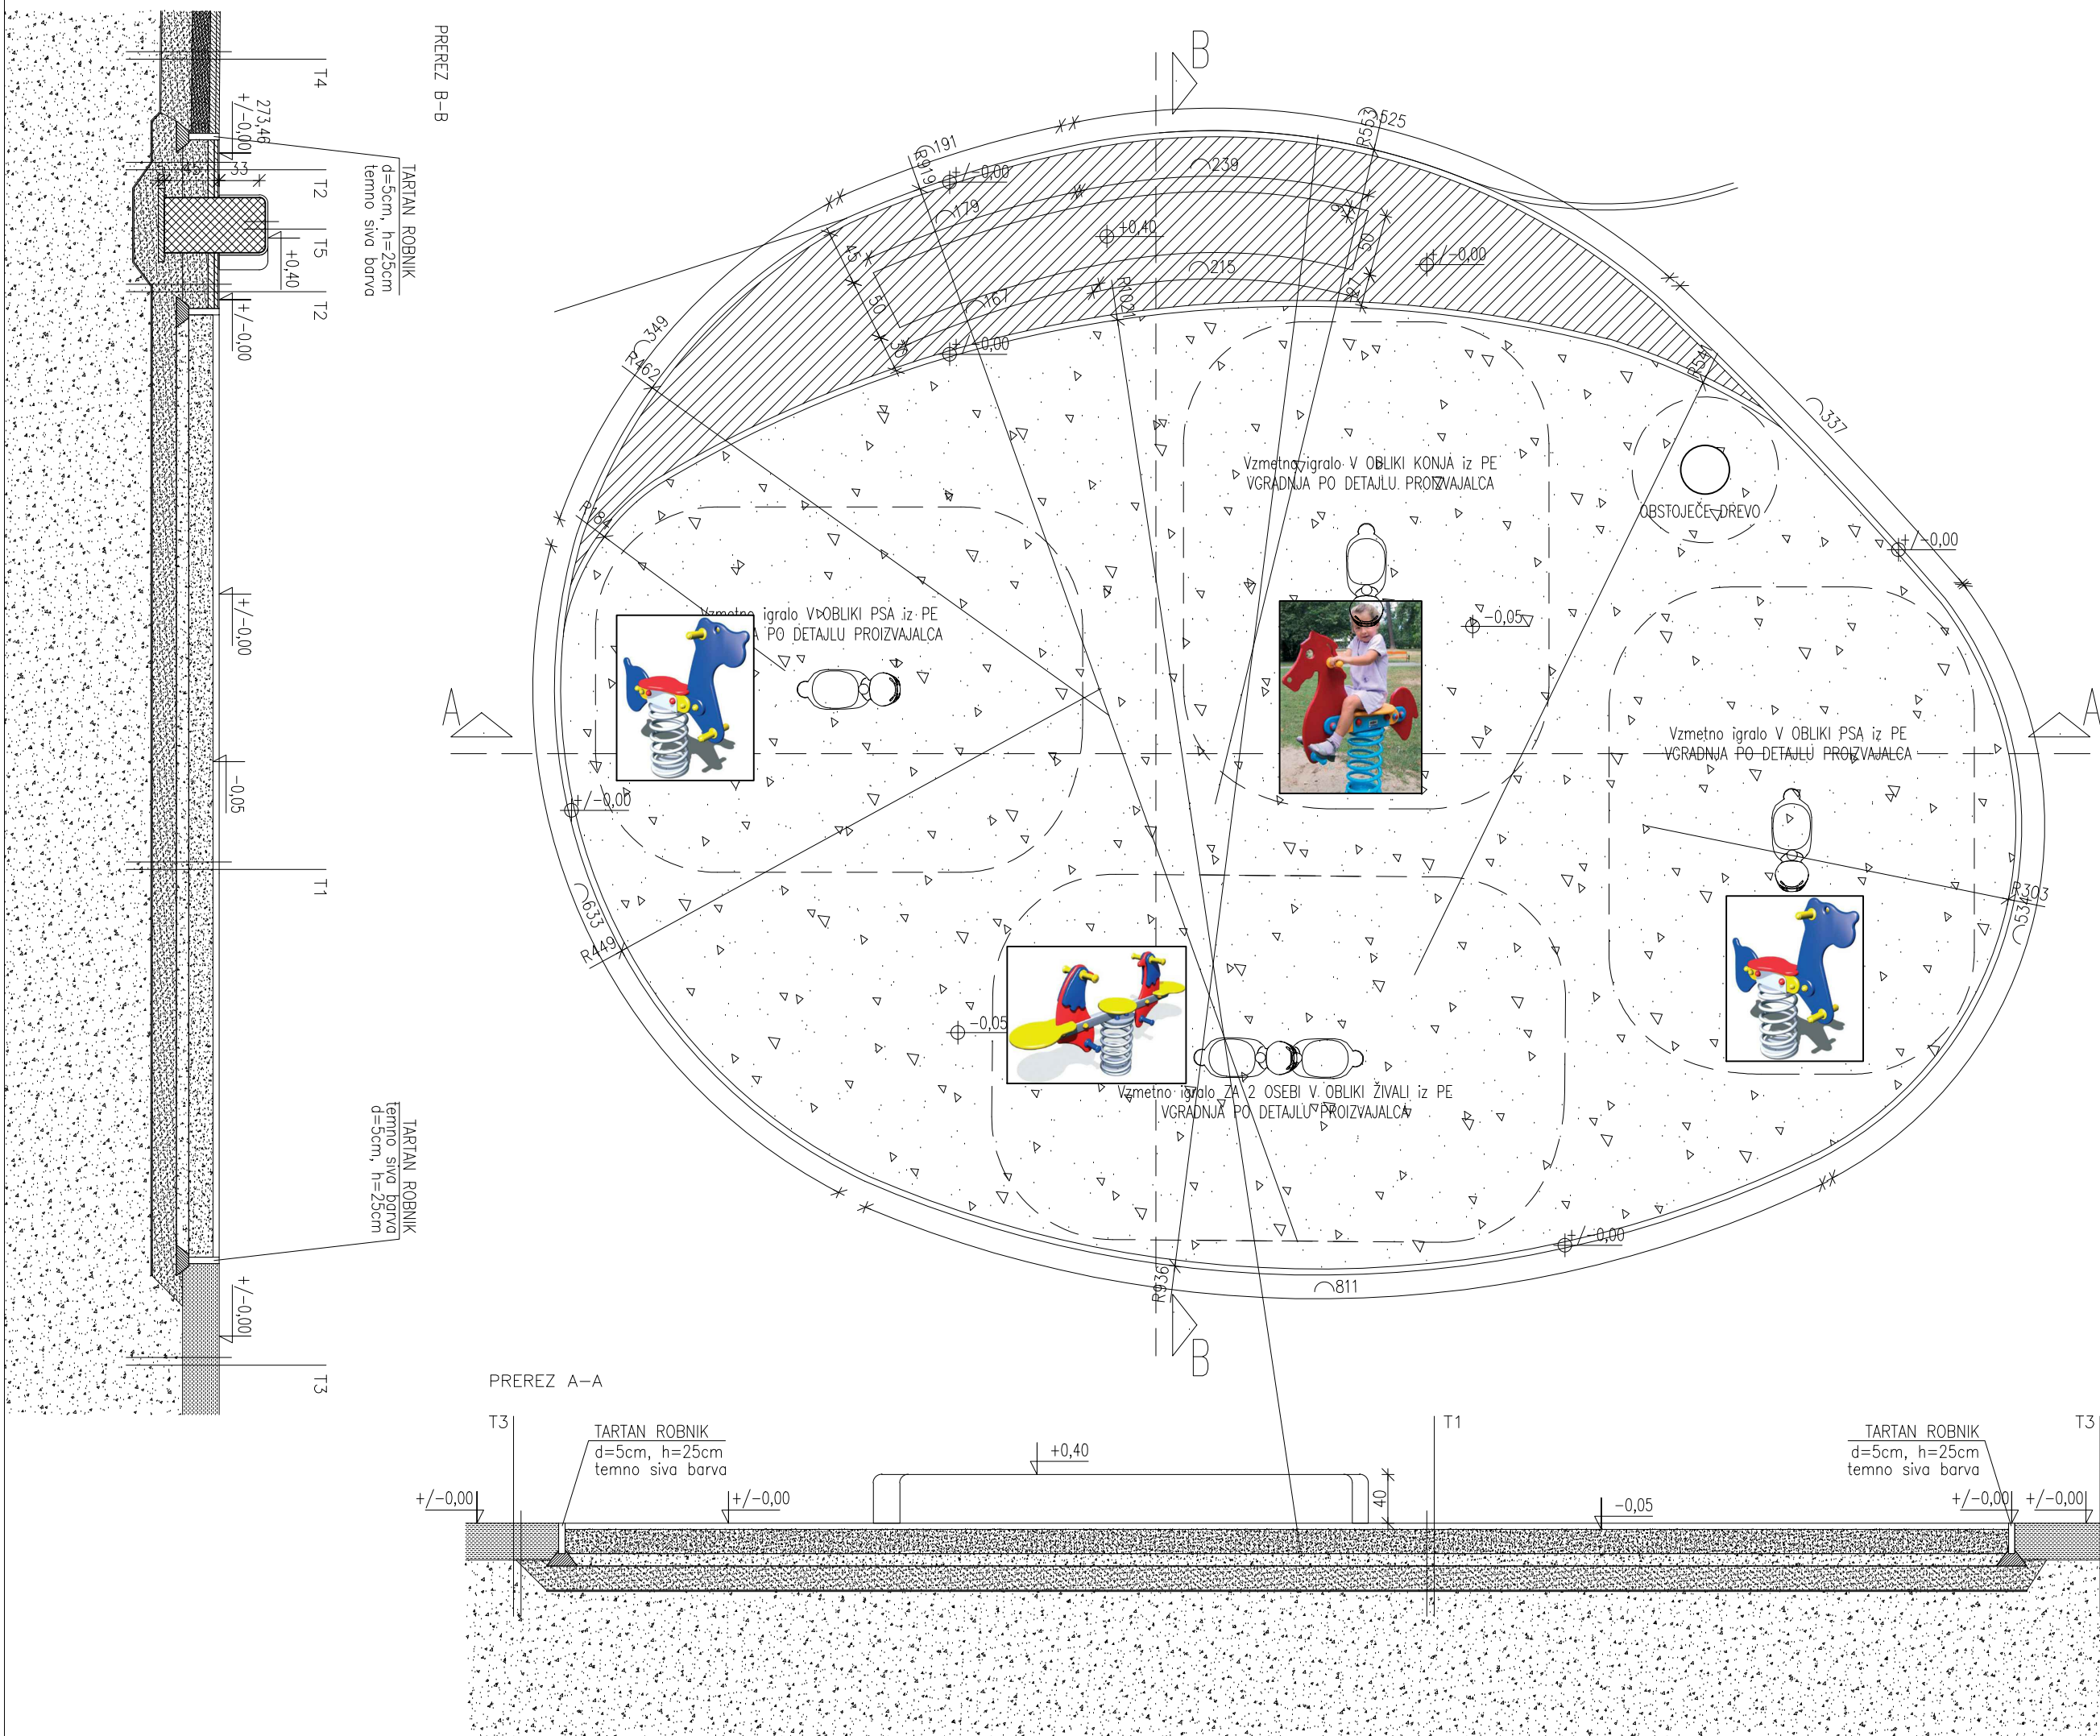 PREREZ B-B
T4
273,46
+/-0,00
45
33
T2
T5
+0,40
T2
+/-0,00
TARTAN ROBNIK
d=5cm, h=25cm
temno siva barva
+/-0,00
-0,05
T1
TARTAN ROBNIK
temno siva barva
d=5cm, h=25cm
+/-0,00
T3
B
525
R553
191
R919
+/-0,00
239
179
+0,40
50
+/-0,00
215
45
50
30
167
R1021
+/-0,00
349
R462
R184
R541
337
Vzmetno igralo V OBLIKI KONJA iz PE
VGRADNJA PO DETAJLU PROIZVAJALCA
OBSTOJEČE DREVO
+/-0,00
Vzmetno igralo V OBLIKI PSA iz PE
PO DETAJLU PROIZVAJALCA
-0,05
A
A
Vzmetno igralo V OBLIKI PSA iz PE
VGRADNJA PO DETAJLU PROIZVAJALCA
+/-0,00
633
R449
R303
534
-0,05
Vzmetno igralo ZA 2 OSEBI V OBLIKI ŽIVALI iz PE
VGRADNJA PO DETAJLU PROIZVAJALCA
+/-0,00
R936
811
B
PREREZ A-A
T3
TARTAN ROBNIK
d=5cm, h=25cm
temno siva barva
+0,40
T1
TARTAN ROBNIK
d=5cm, h=25cm
temno siva barva
T3
+/-0,00
+/-0,00
40
-0,05
+/-0,00
+/-0,00